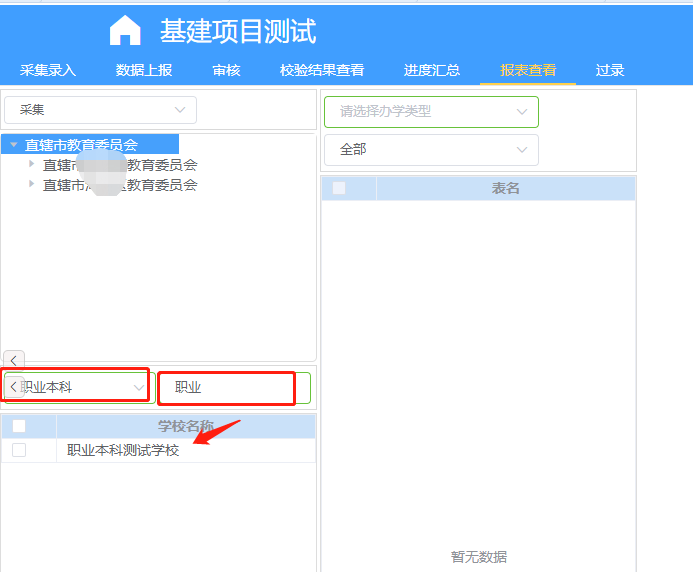 基建项目测试
采集录入 数据上报 审核 校验结果查看 进度汇总 报表查看 过录
采集
请选择办学类型
全部
直辖市教育委员会
直辖市 教育委员会
直辖市 区教育委员会
表名
职业本科
职业
学校名称
职业本科测试学校
暂无数据